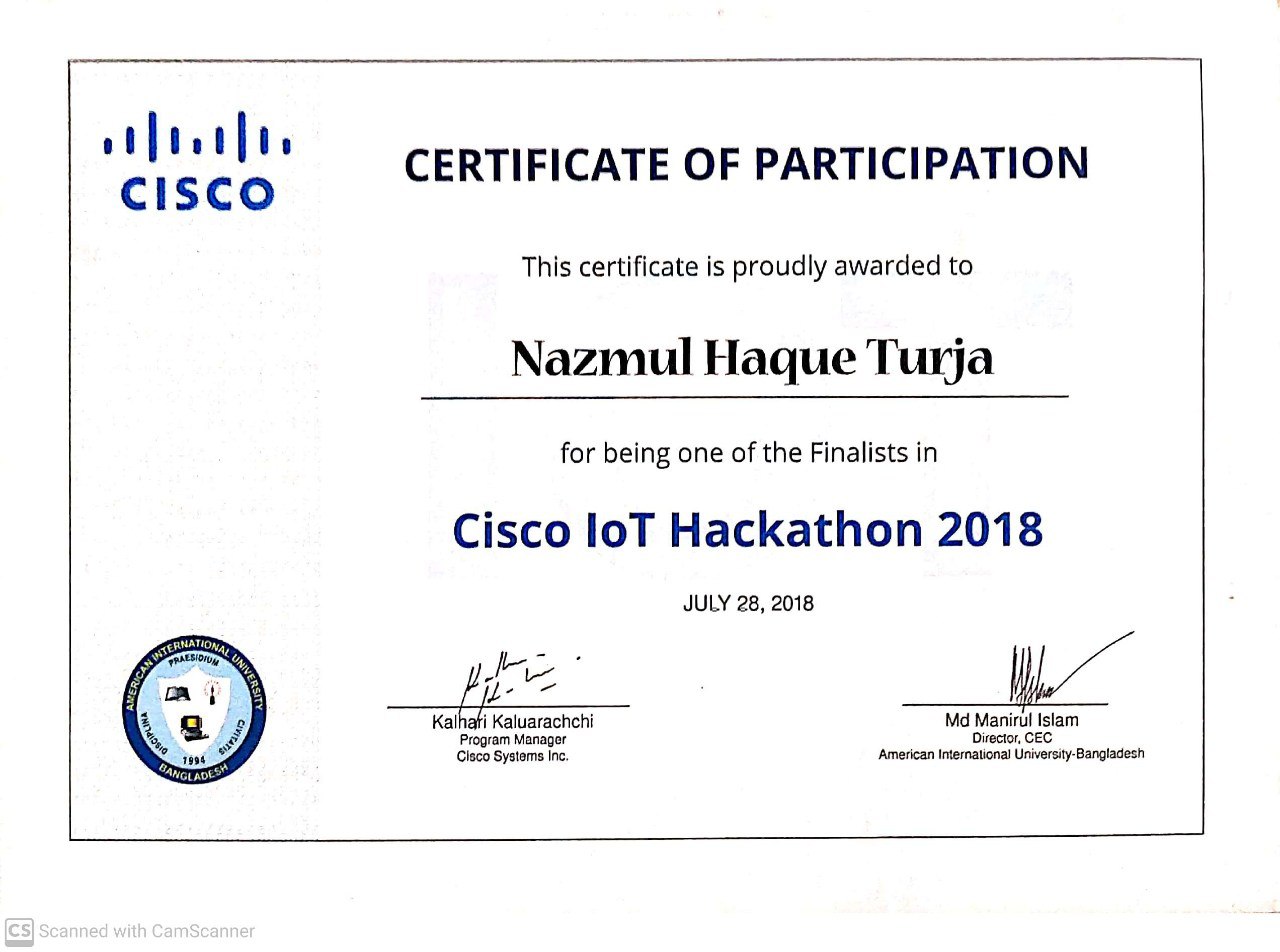 CISCO
CERTIFICATE OF PARTICIPATION
This certificate is proudly awarded to
Nazmul Haque Turja
for being one of the Finalists in
Cisco IoT Hackathon 2018
JULY 28, 2018
AMERICAN INTERNATIONAL UNIVERSITY
PRAESIDIUM
DISCIPLINA
CIVITATIS
1994
BANGLADESH
Kalhari Kaluarachchi
Program Manager
Cisco Systems Inc.
Md Manirul Islam
Director, CEC
American International University-Bangladesh
CS Scanned with CamScanner